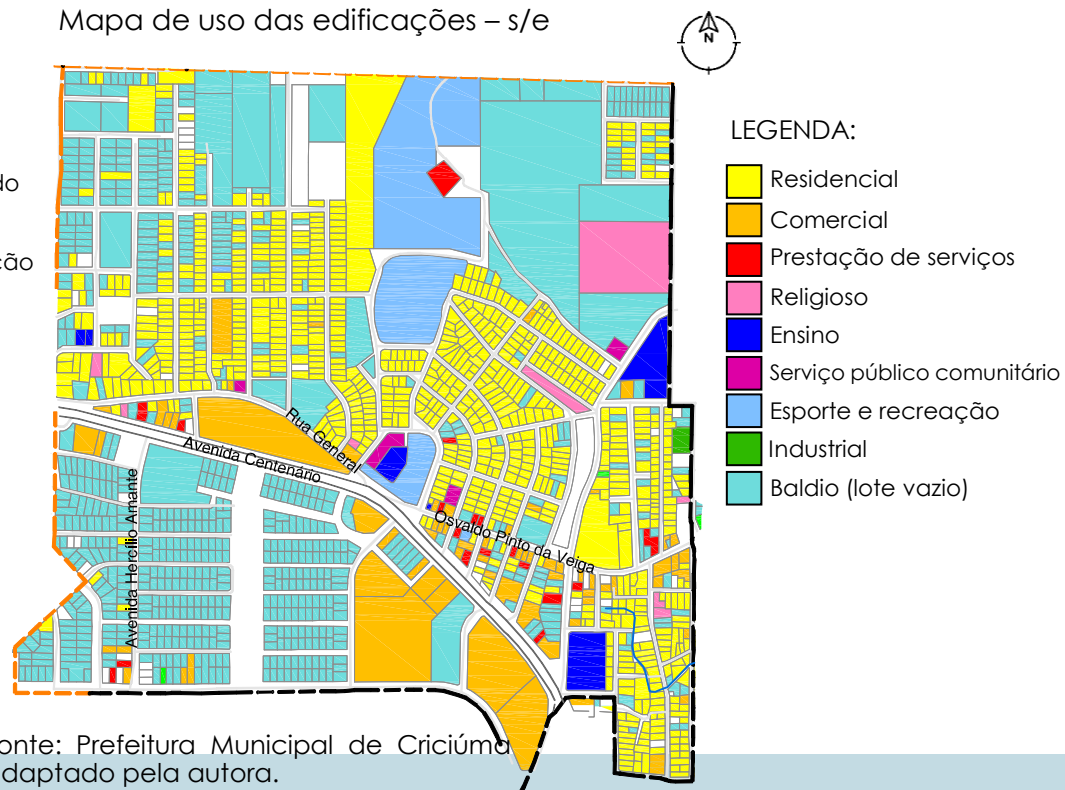 Mapa de uso das edificações – s/e
N
do
ção
LEGENDA:
Residencial
Comercial
Prestação de serviços
Religioso
Ensino
Serviço público comunitário
Esporte e recreação
Industrial
Baldio (lote vazio)
Rua General
Avenida Centenário
Osvaldo Pinto da Veiga
Avenida Hercílio Amante
onte: Prefeitura Municipal de Criciúma
daptado pela autora.